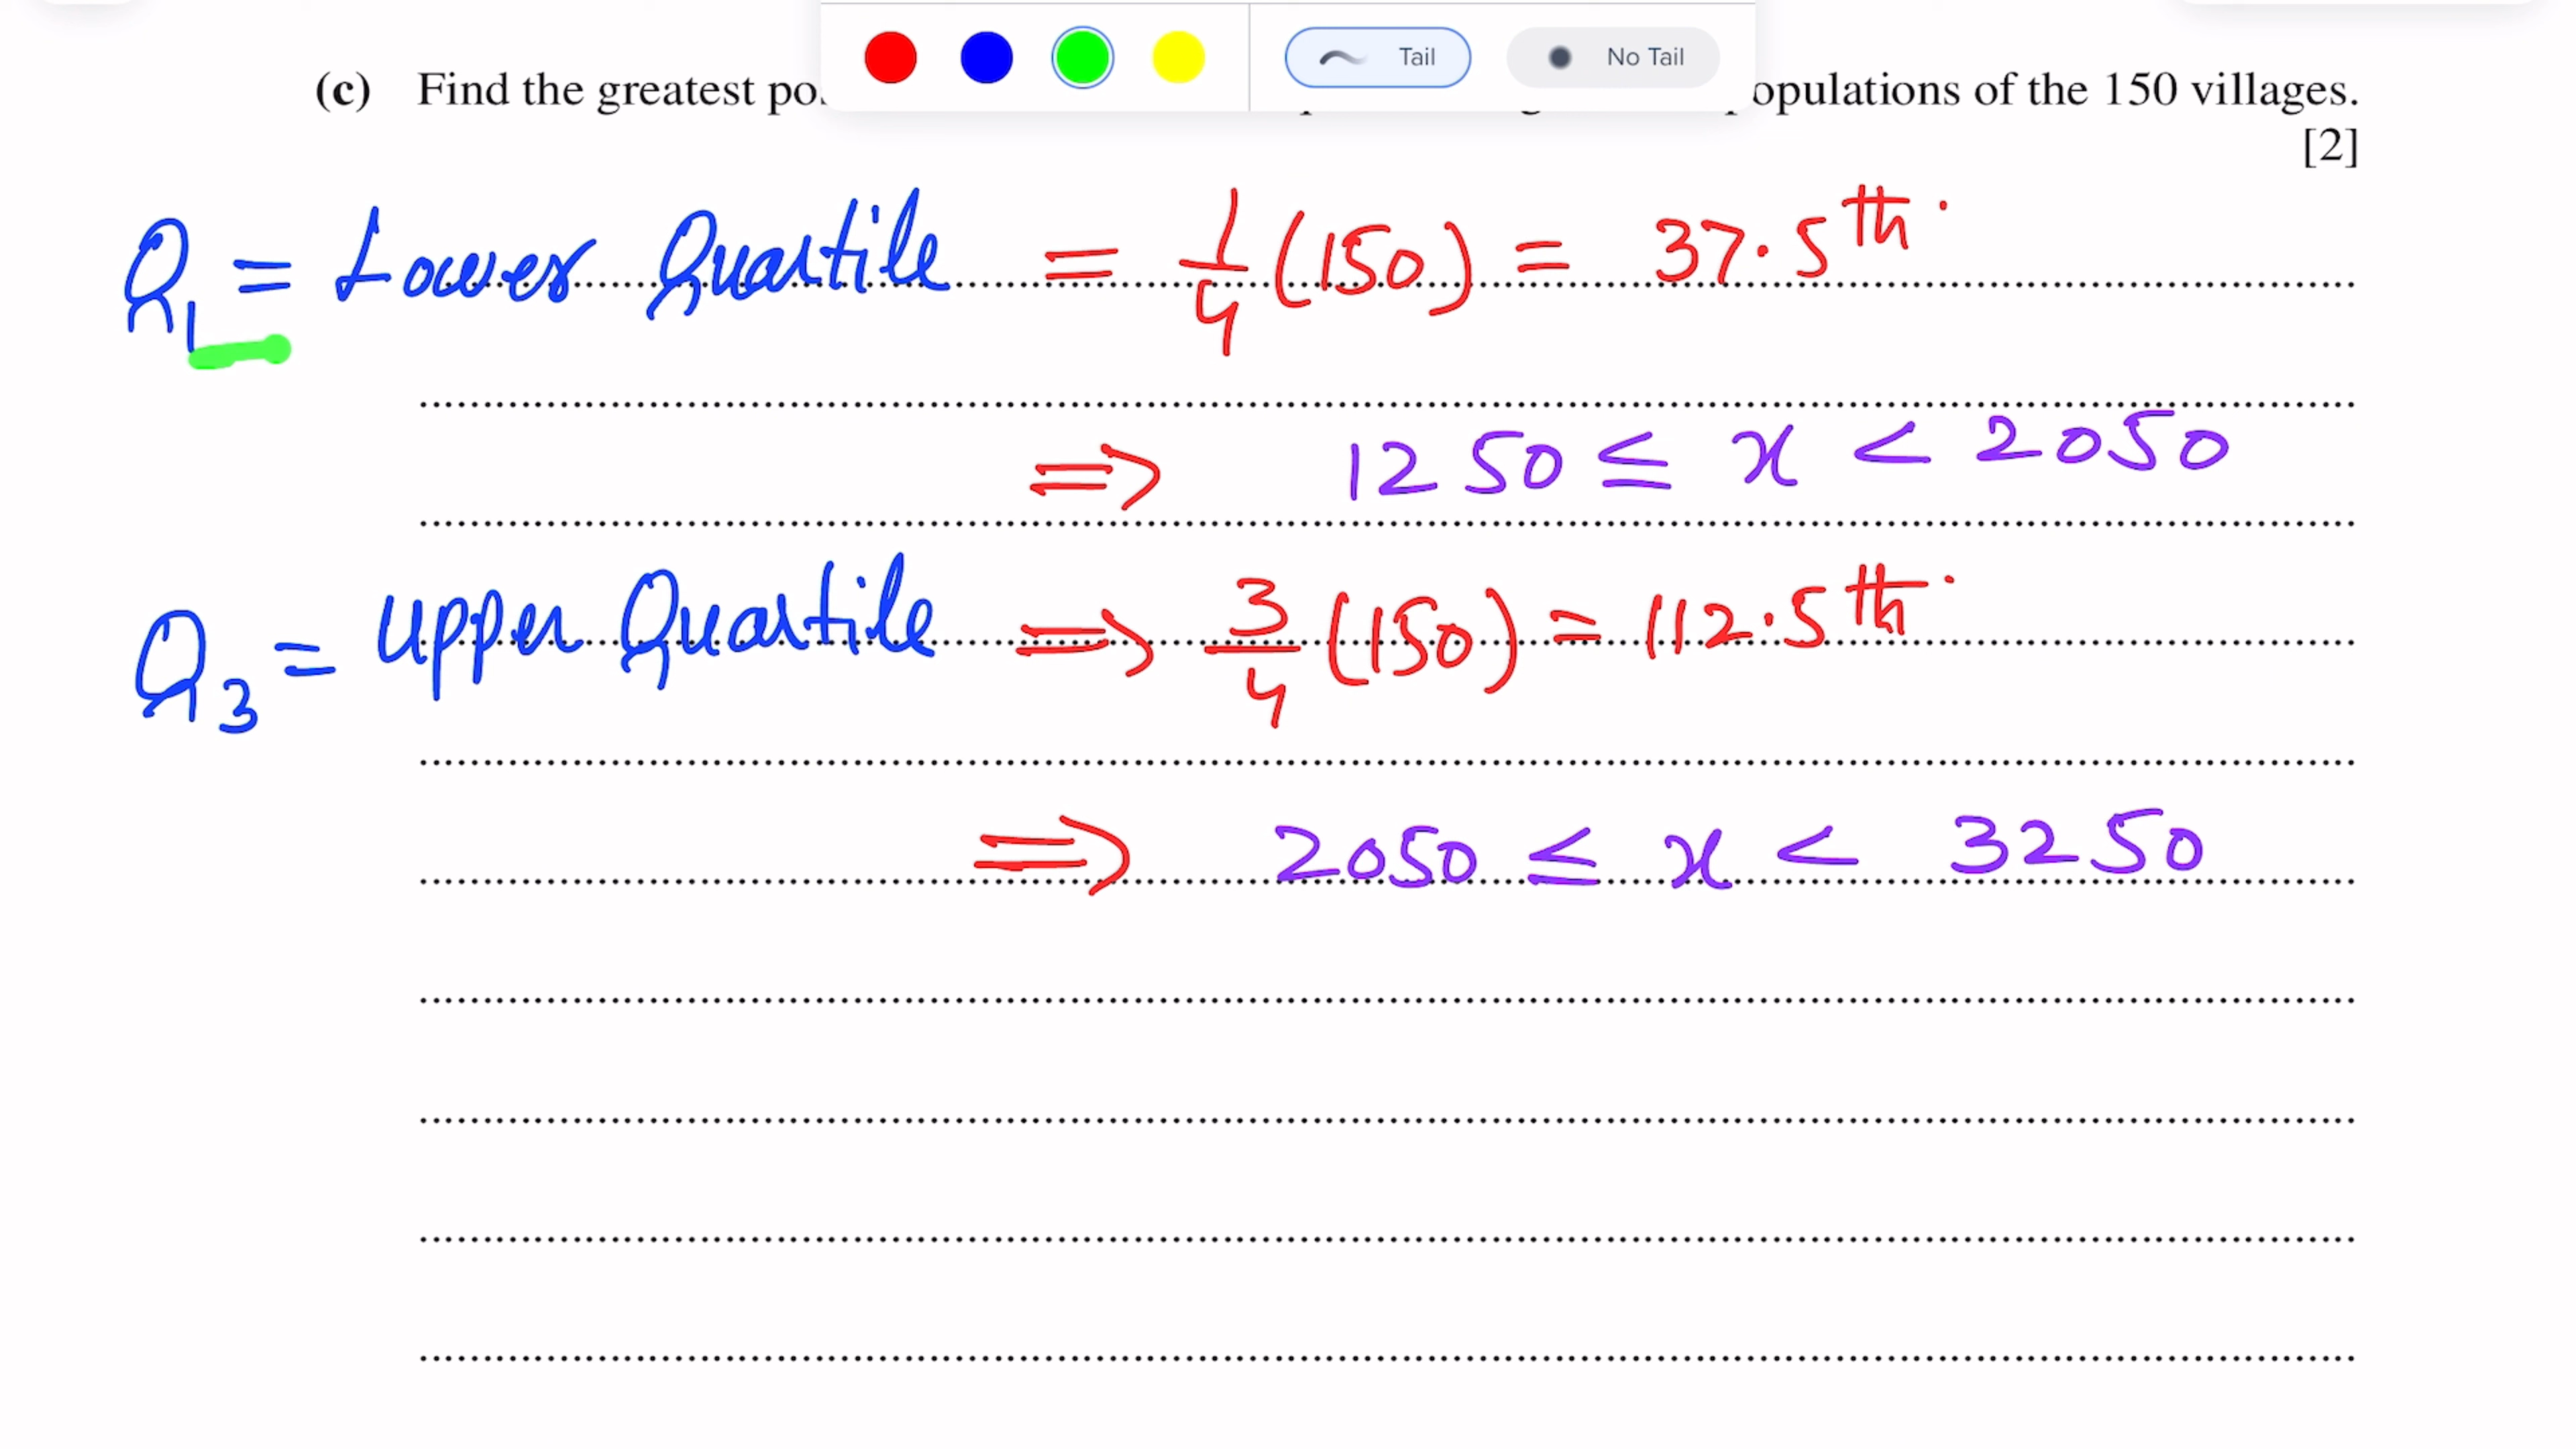 Tail No Tail
(c) Find the greatest opulations of the 150 villages.
[2]
Q₁ = Lower Quartile = 1/4 (150) = 37.5th.
⇒ 1250 ≤ x < 2050
Q₃ = Upper Quartile ⇒ 3/4 (150) = 112.5th.
⇒ 2050 ≤ x < 3250